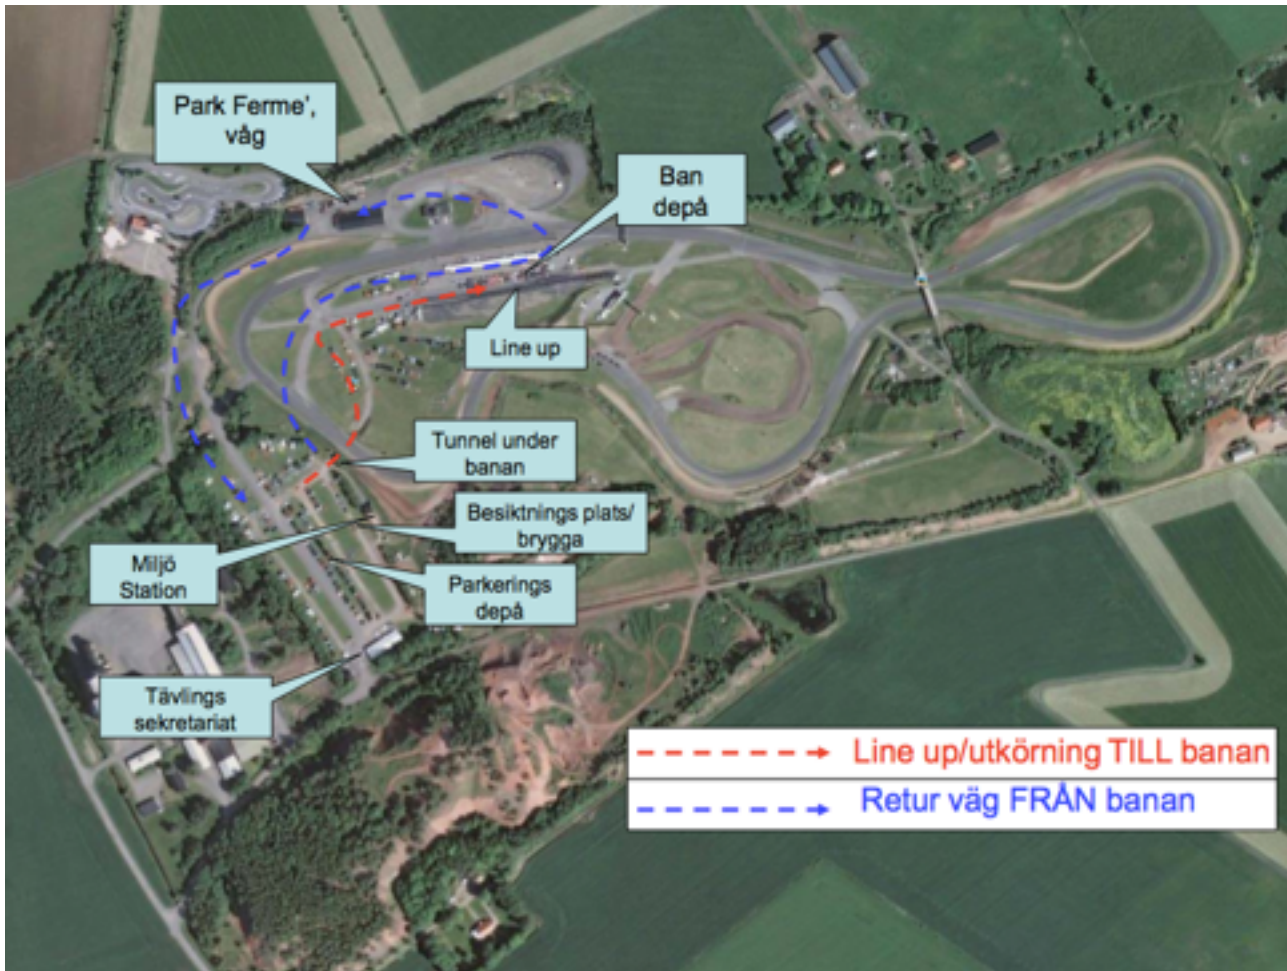 Park Ferme',
våg
Ban
depå
Line up
Tunnel under
banan
Besiktnings plats/
brygga
Miljö
Station
Parkerings
depå
Tävlings
sekretariat
Line up/utkörning TILL banan
Retur väg FRÅN banan